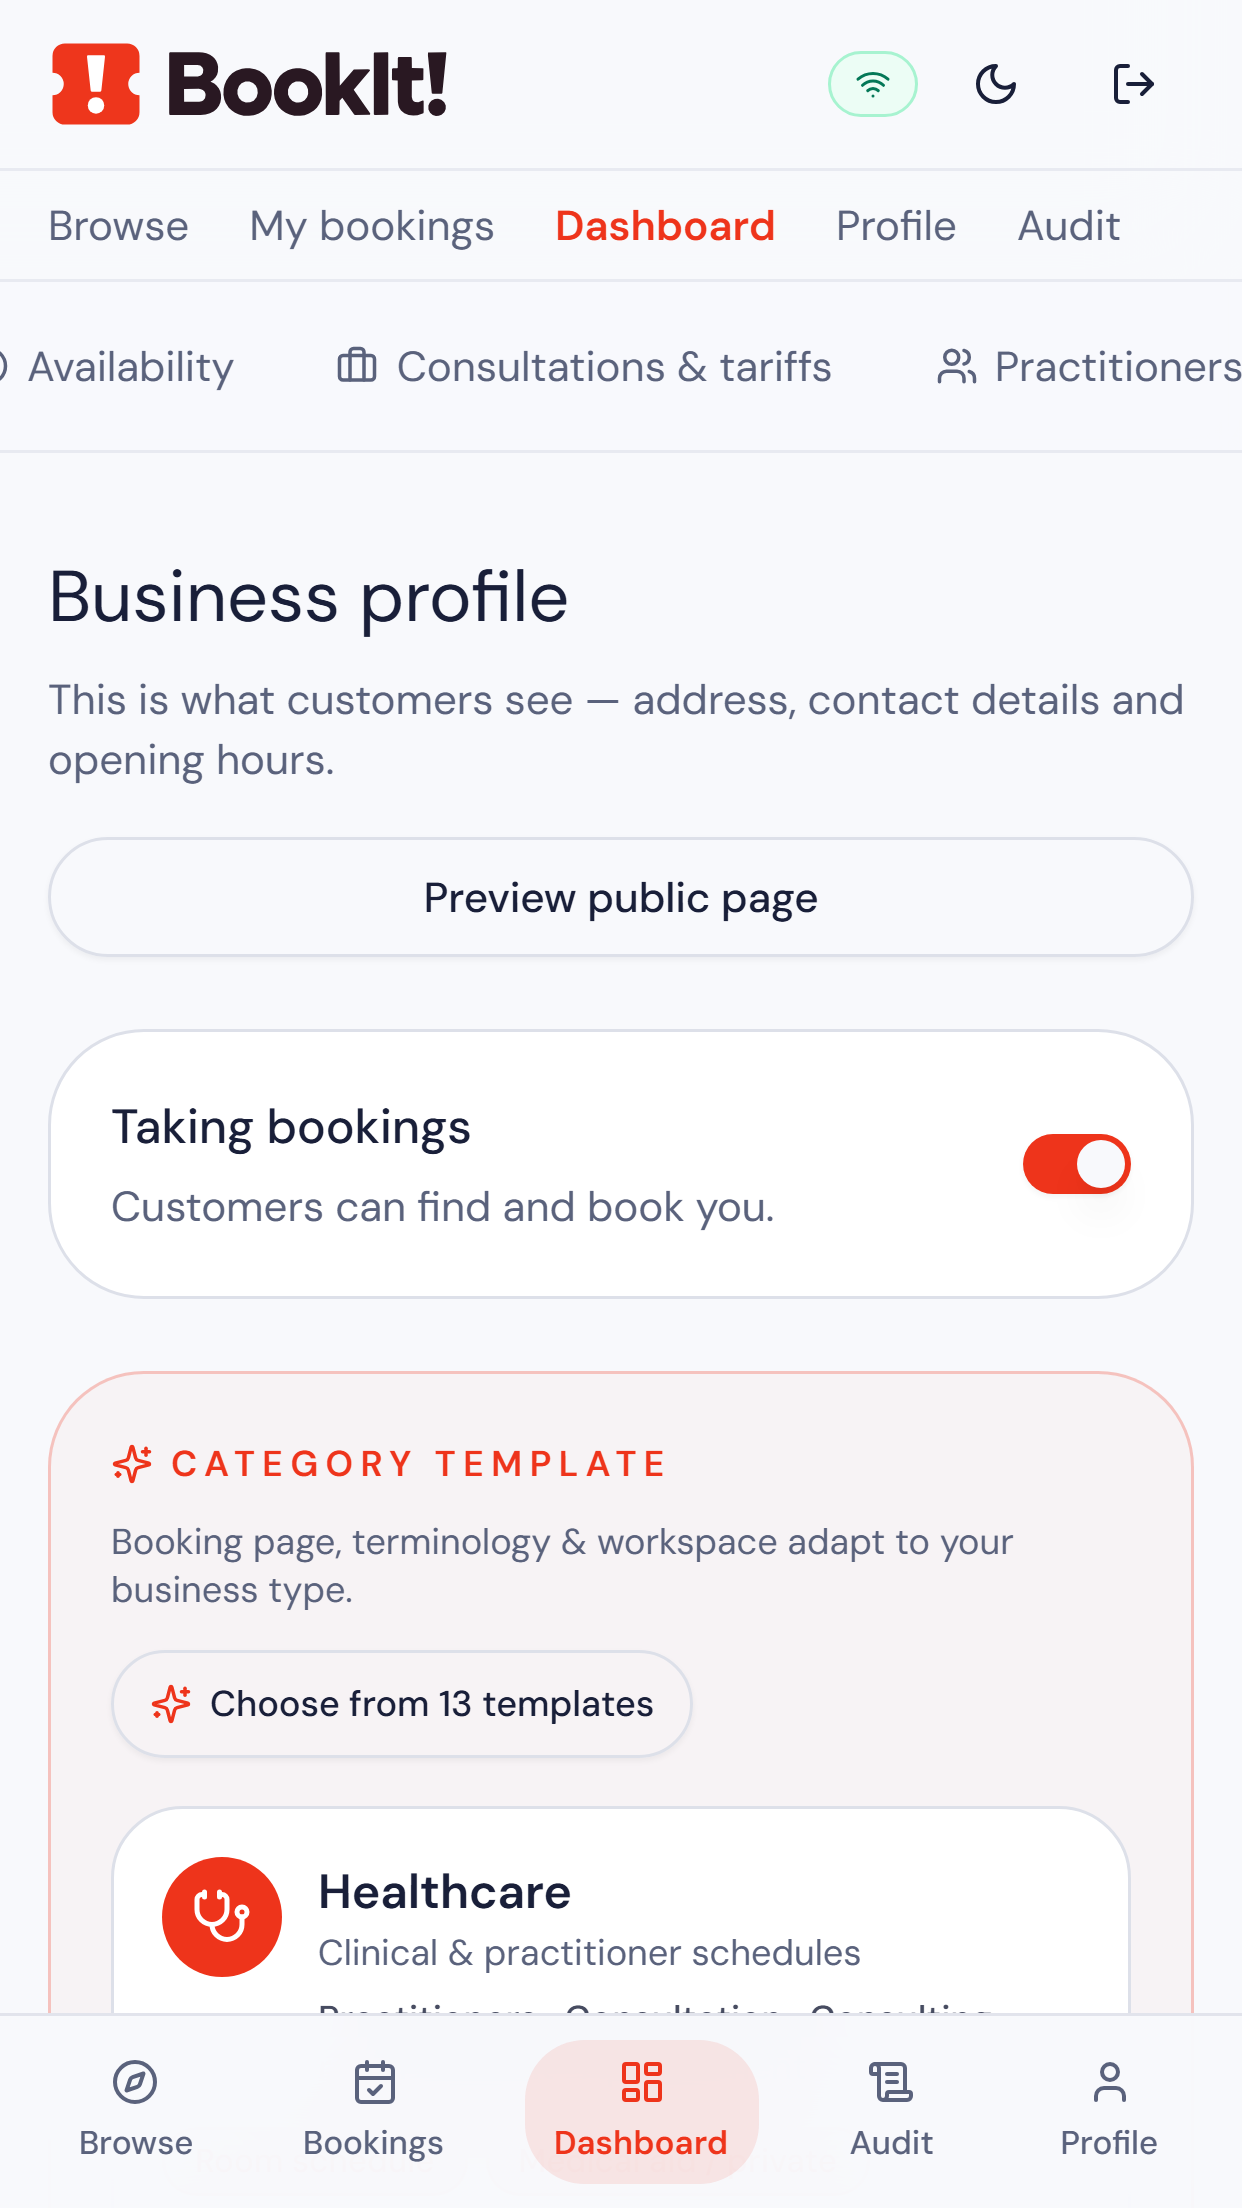 BookIt!
Browse My bookings Dashboard Profile Audit
Availability Consultations & tariffs Practitioners
Business profile
This is what customers see — address, contact details and
opening hours.
Preview public page
Taking bookings
Customers can find and book you.
CATEGORY TEMPLATE
Booking page, terminology & workspace adapt to your
business type.
Choose from 13 templates
Healthcare
Clinical & practitioner schedules
Practitioners · Consultation · Consulting
Browse Bookings Dashboard Audit Profile